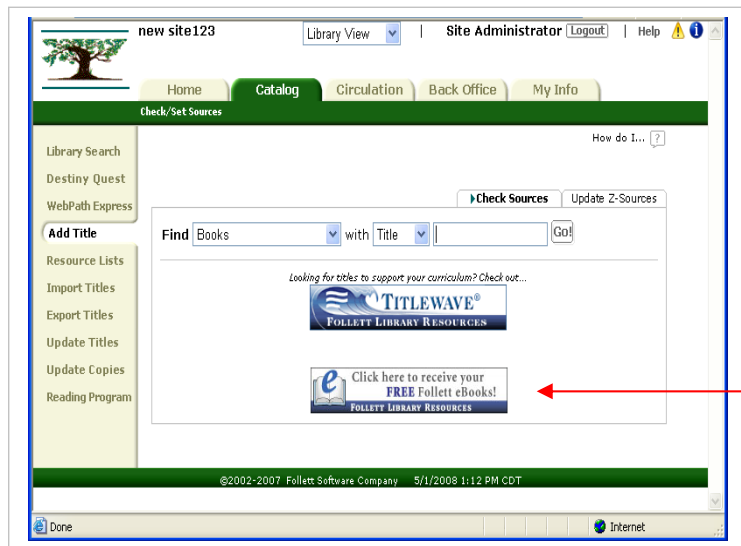 new site123 Library View | Site Administrator Logout | Help
Home Catalog Circulation Back Office My Info
Check/Set Sources
How do I... ?
Library Search
Destiny Quest
WebPath Express
Add Title
Resource Lists
Import Titles
Export Titles
Update Titles
Update Copies
Reading Program
Check Sources Update Z-Sources
Find Books with Title Go!
Looking for titles to support your curriculum? Check out...
TITLEWAVE®
FOLLETT LIBRARY RESOURCES
e Click here to receive your
FREE Follett eBooks!
FOLLETT LIBRARY RESOURCES
©2002-2007 Follett Software Company 5/1/2008 1:12 PM CDT
Done Internet